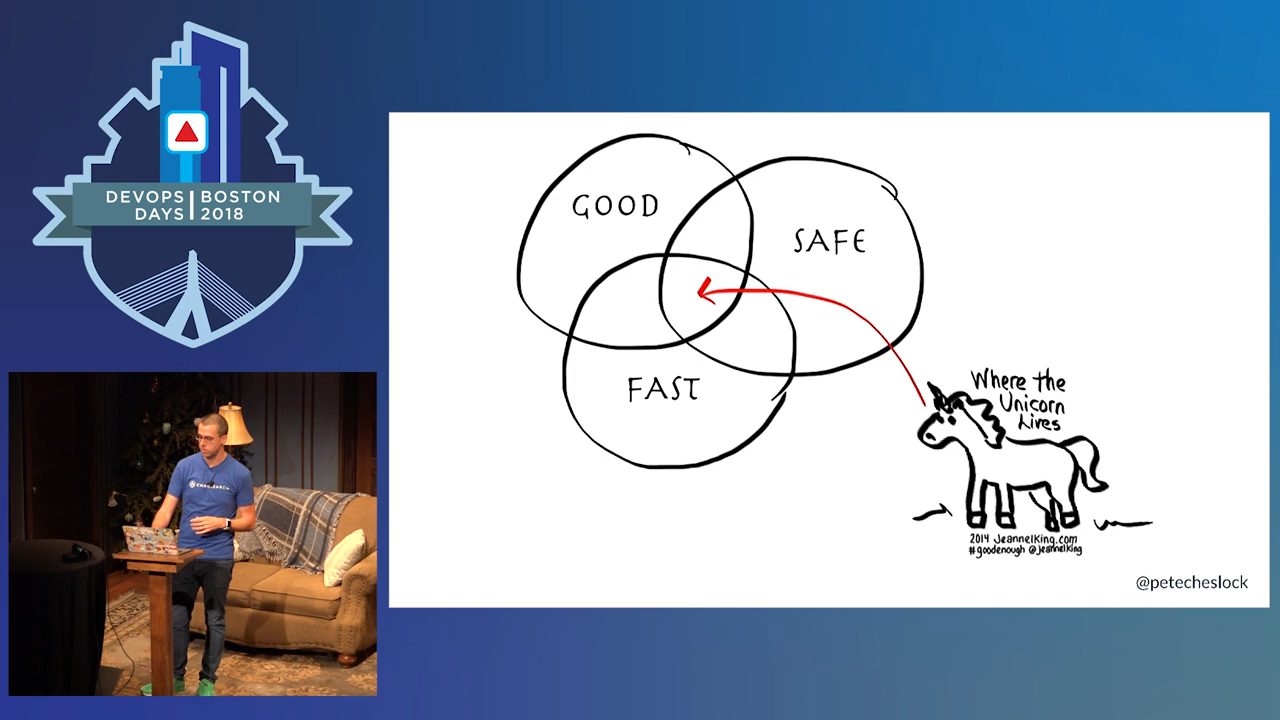 DEVOPS BOSTON
DAYS 2018
GOOD
SAFE
FAST
Where the
Unicorn
Lives
2014 JeannelKing.com
#goodenough @jeannelking
@petecheslock